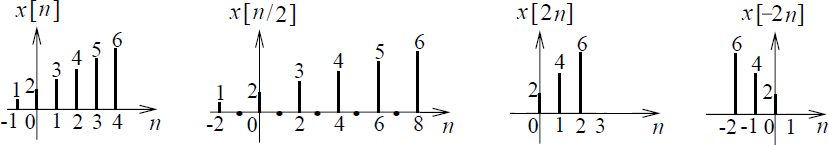 x[n]
1 2 3 4 5 6
-1 0 1 2 3 4 n
x[n/2]
1 2 3 4 5 6
-2 0 2 4 6 8 n
x[2n]
2 4 6
0 1 2 3 n
x[-2n]
6 4 2
-2 -1 0 1 n